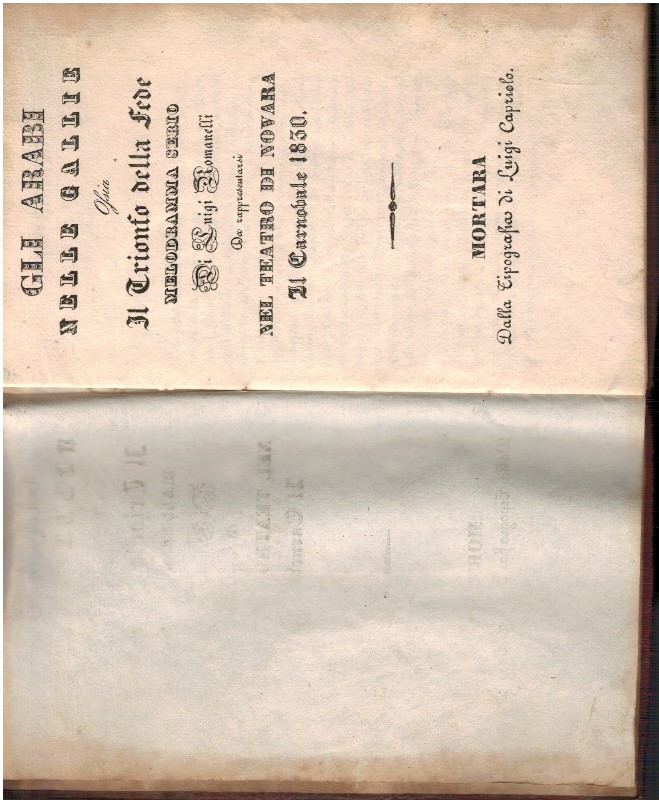 GLI ARABI
NELLE GALLIE
Ossia
Il Trionfo della Fede
MELODRAMMA SERIO
Di Luigi Romanelli
Da rappresentarsi
NEL TEATRO DI NOVARA
Il Carnovale 1830.
MORTARA
Dalla Tipografia di Luigi Capriolo.